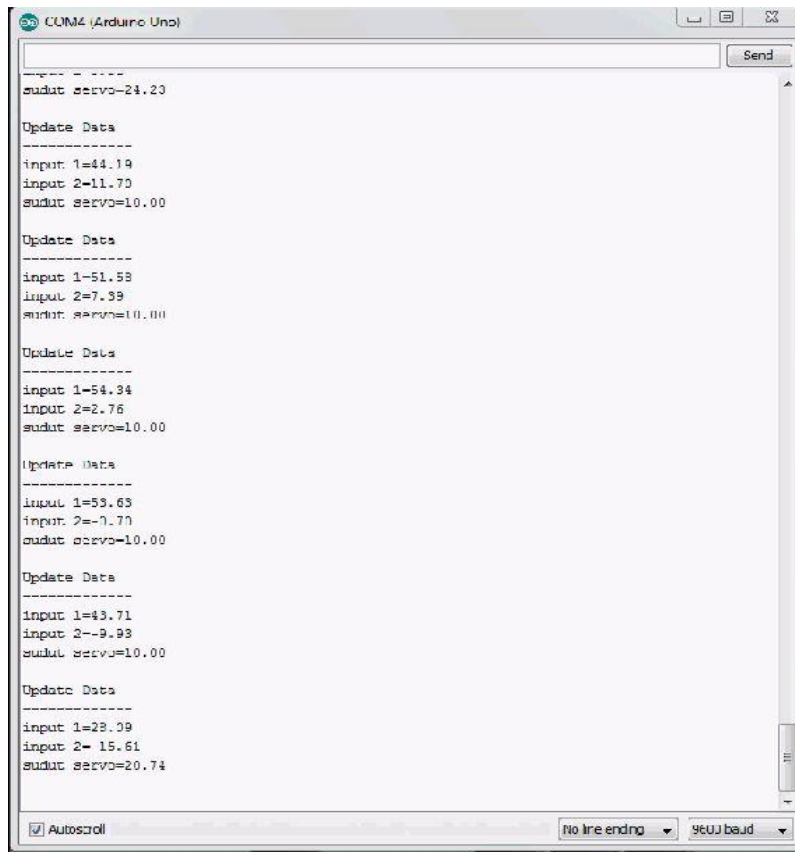 COM4 (Arduino Uno)
Send
sudut servo=24.23
Update Data
-------------
input 1=44.19
input 2=11.70
sudut servo=10.00
Update Data
-------------
input 1=51.58
input 2=7.39
sudut servo=10.00
Update Data
-------------
input 1=54.34
input 2=2.76
sudut servo=10.00
Update Data
-------------
input 1=53.63
input 2=-0.70
sudut servo=10.00
Update Data
-------------
input 1=43.71
input 2=-9.93
sudut servo=10.00
Update Data
-------------
input 1=28.09
input 2=-15.61
sudut servo=20.74
Autoscroll
No line ending
9600 baud